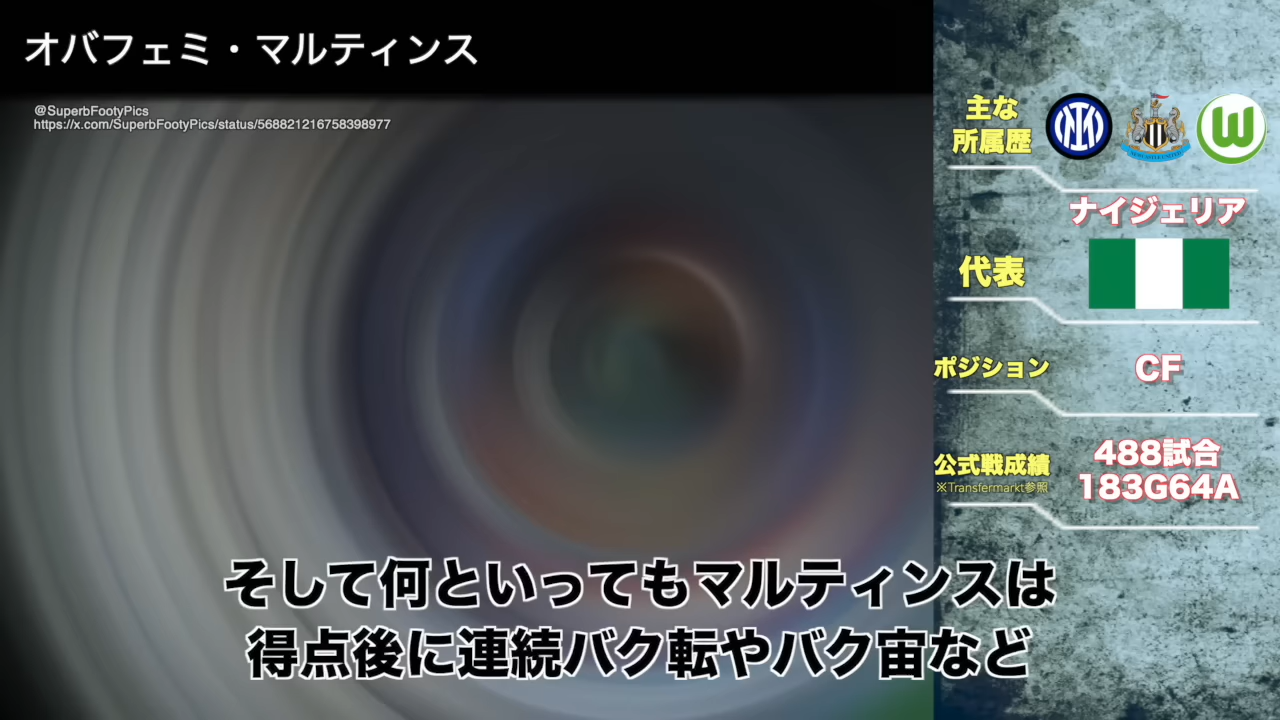 オバフェミ・マルティンス
@SuperbFootyPics
https://x.com/SuperbFootyPics/status/568821216758398977
主な
所属歴
NEWCASTLE UNITED
W
ナイジェリア
代表
ポジション
CF
公式戦成績
※Transfermarkt参照
488試合
183G64A
そして何といってもマルティンスは
得点後に連続バク転やバク宙など